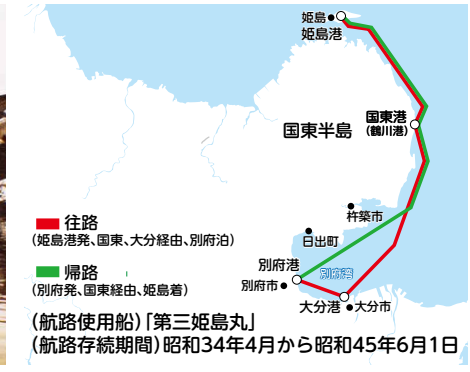 姫島
姫島港
国東港
(鶴川港)
国東半島
杵築市
日出町
別府港
別府湾
別府市
大分港
大分市
往路
(姫島港発、国東、大分経由、別府泊)
帰路
(別府発、国東経由、姫島着)
(航路使用船)「第三姫島丸」
(航路存続期間)昭和34年4月から昭和45年6月1日